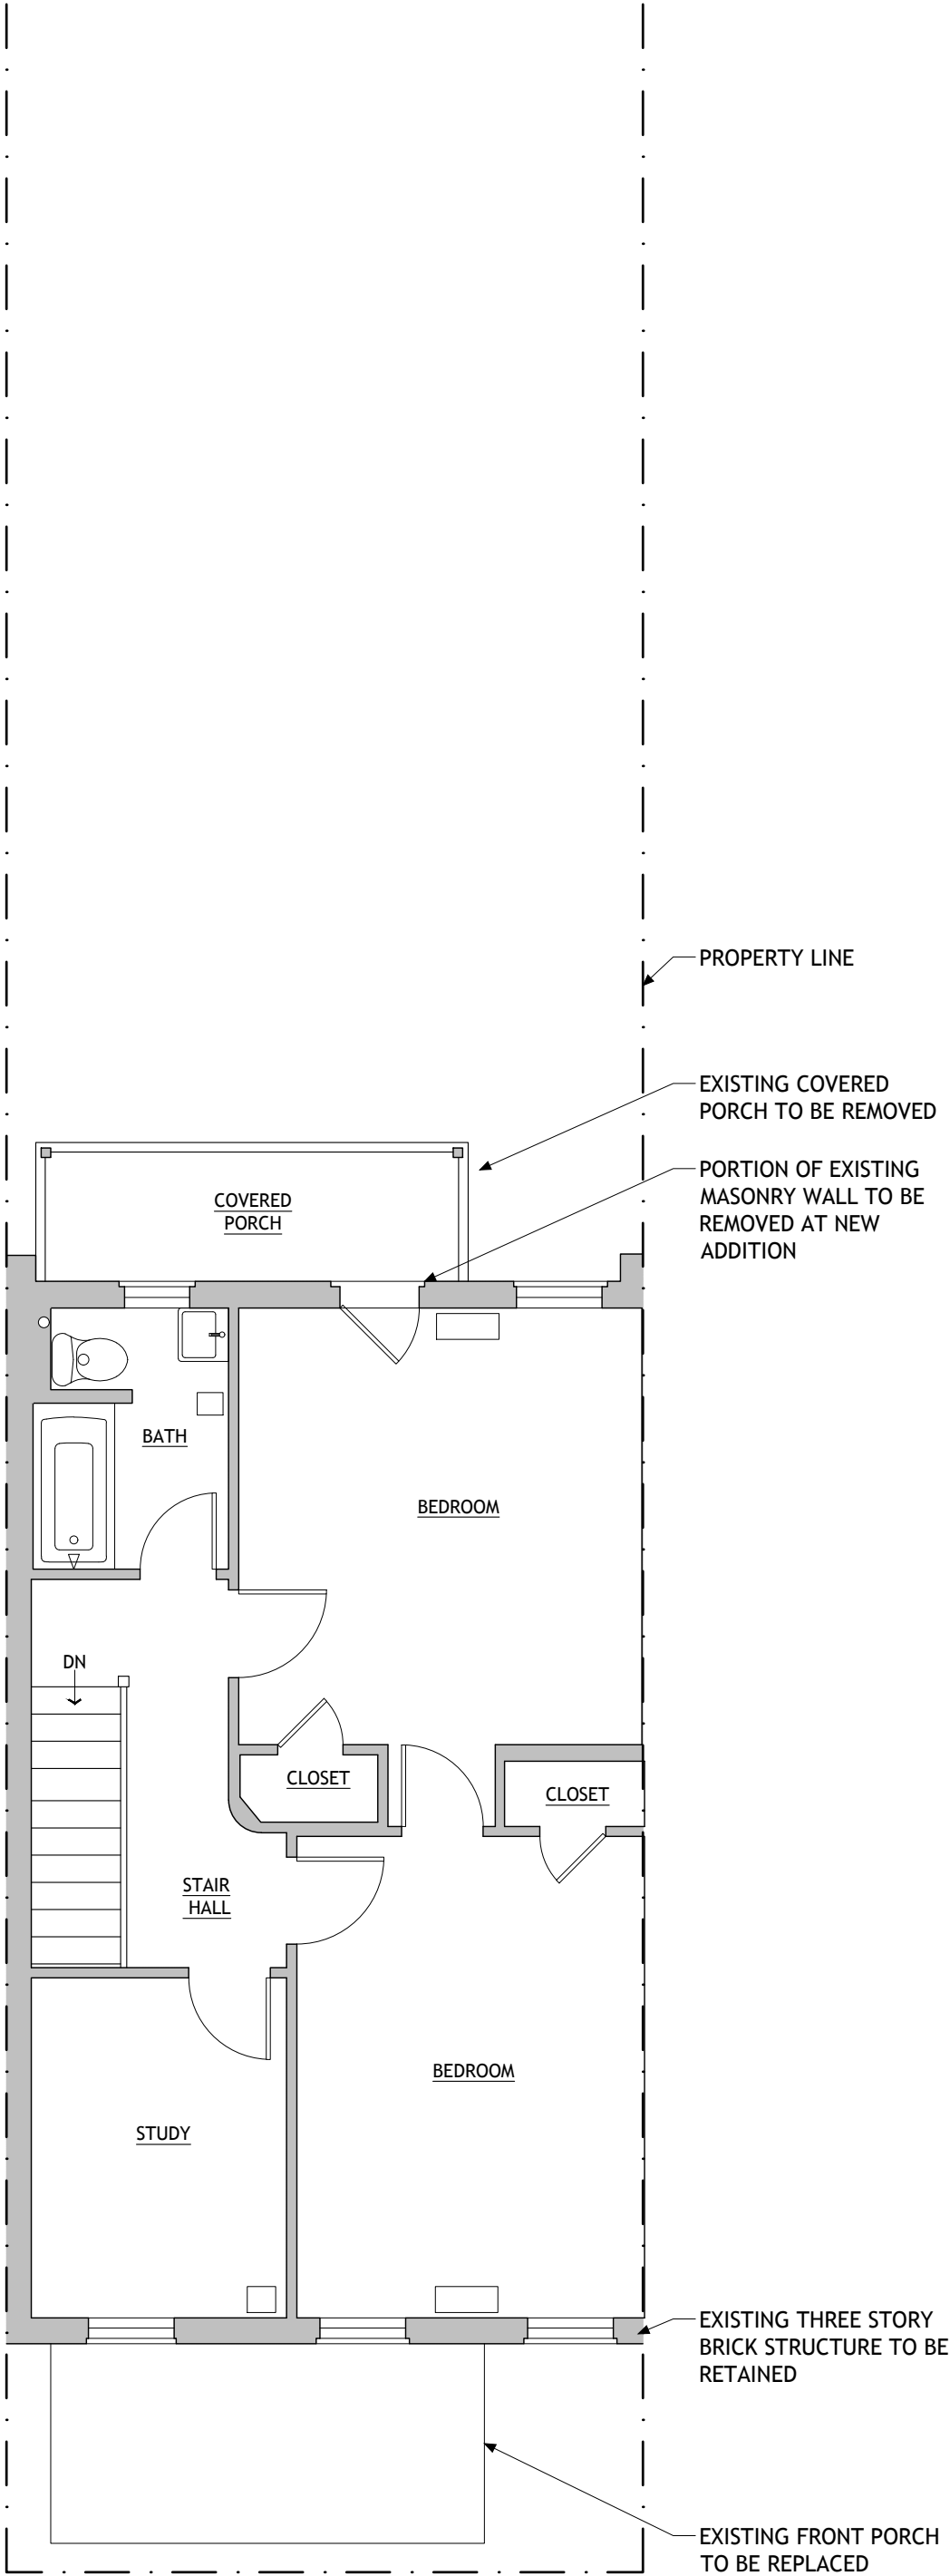 PROPERTY LINE
EXISTING COVERED
PORCH TO BE REMOVED
PORTION OF EXISTING
MASONRY WALL TO BE
REMOVED AT NEW
ADDITION
COVERED
PORCH
BATH
BEDROOM
DN
CLOSET
CLOSET
STAIR
HALL
BEDROOM
STUDY
EXISTING THREE STORY
BRICK STRUCTURE TO BE
RETAINED
EXISTING FRONT PORCH
TO BE REPLACED